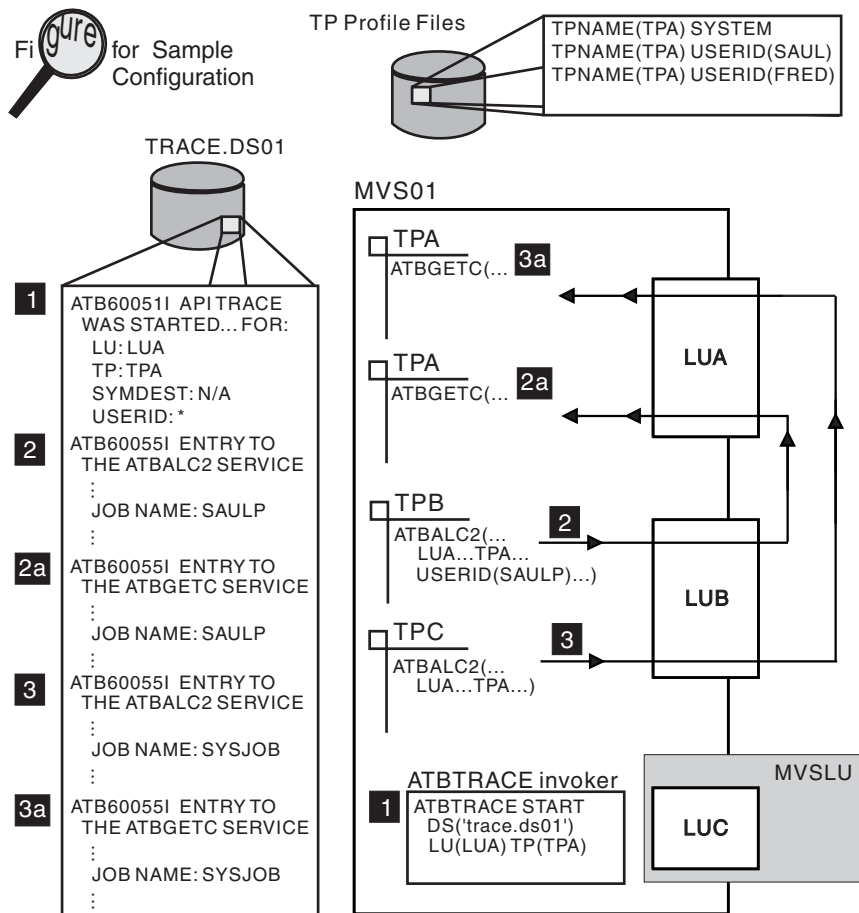 Figure for Sample
Configuration
TP Profile Files
TPNAME(TPA) SYSTEM
TPNAME(TPA) USERID(SAUL)
TPNAME(TPA) USERID(FRED)
TRACE.DS01
1
ATB60051I API TRACE
WAS STARTED... FOR:
LU: LUA
TP: TPA
SYMDEST: N/A
USERID: *
2
ATB60055I ENTRY TO
THE ATBALC2 SERVICE
⋮
JOB NAME: SAULP
⋮
2a
ATB60055I ENTRY TO
THE ATBGETC SERVICE
⋮
JOB NAME: SAULP
⋮
3
ATB60055I ENTRY TO
THE ATBALC2 SERVICE
⋮
JOB NAME: SYSJOB
⋮
3a
ATB60055I ENTRY TO
THE ATBGETC SERVICE
⋮
JOB NAME: SYSJOB
⋮
MVS01
TPA
ATBGETC(...
3a
TPA
ATBGETC(...
2a
LUA
TPB
ATBALC2(...
LUA...TPA...
USERID(SAULP)...)
2
LUB
TPC
ATBALC2(...
LUA...TPA...)
3
ATBTRACE invoker
1
ATBTRACE START
DS('trace.ds01')
LU(LUA) TP(TPA)
MVSLU
LUC